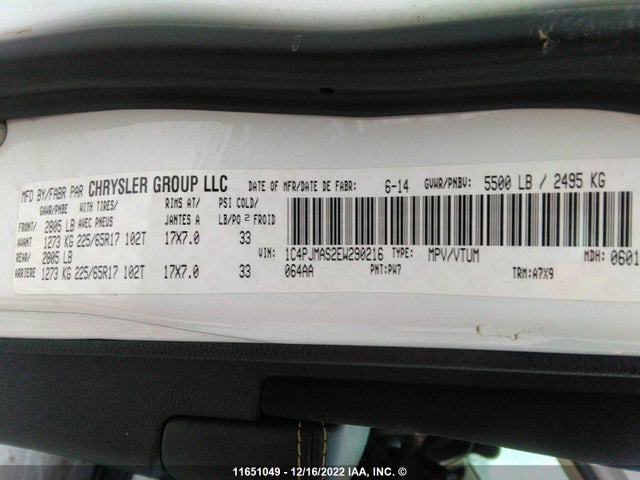 MFD BY/FABR PAR CHRYSLER GROUP LLC DATE OF MFR/DATE DE FABR: 6-14 GVWR/PNBV: 5500 LB / 2495 KG
GAWR/PNBE WITH TIRES/ RIMS AT/ PSI COLD/
FRONT/ 2805 LB AVEC PNEUS JANTES A LB/PO 2 FROID
AVANT 1273 KG 225/65R17 102T 17X7.0 33
REAR/ 2805 LB
ARRIERE 1273 KG 225/65R17 102T 17X7.0 33
VIN: 1C4PJMAS2EW290216 TYPE: MPV/VTUM MDH: 0601
064AA PNT:PW7 TRM:A7X9
11651049 - 12/16/2022 IAA, INC. ©